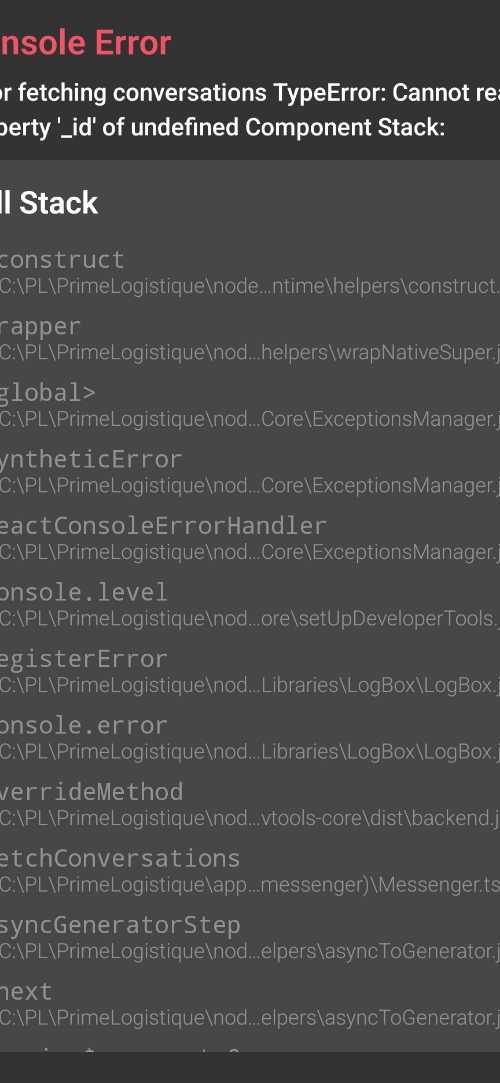 nsole Error
or fetching conversations TypeError: Cannot rea
perty '_id' of undefined Component Stack:
ll Stack
construct
C:\PL\PrimeLogistique\node...ntime\helpers\construct.
rapper
C:\PL\PrimeLogistique\nod...helpers\wrapNativeSuper.j
global>
C:\PL\PrimeLogistique\nod...Core\ExceptionsManager.j
yntheticError
C:\PL\PrimeLogistique\nod...Core\ExceptionsManager.j
eactConsoleErrorHandler
C:\PL\PrimeLogistique\nod...Core\ExceptionsManager.j
onsole.level
C:\PL\PrimeLogistique\nod...ore\setUpDeveloperTools.
egisterError
C:\PL\PrimeLogistique\nod...Libraries\LogBox\LogBox.j
onsole.error
C:\PL\PrimeLogistique\nod...Libraries\LogBox\LogBox.j
verrideMethod
C:\PL\PrimeLogistique\nod...vtools-core\dist\backend.j
etchConversations
C:\PL\PrimeLogistique\app...messenger)\Messenger.ts
syncGeneratorStep
C:\PL\PrimeLogistique\nod...elpers\asyncToGenerator.j
next
C:\PL\PrimeLogistique\nod...elpers\asyncToGenerator.j